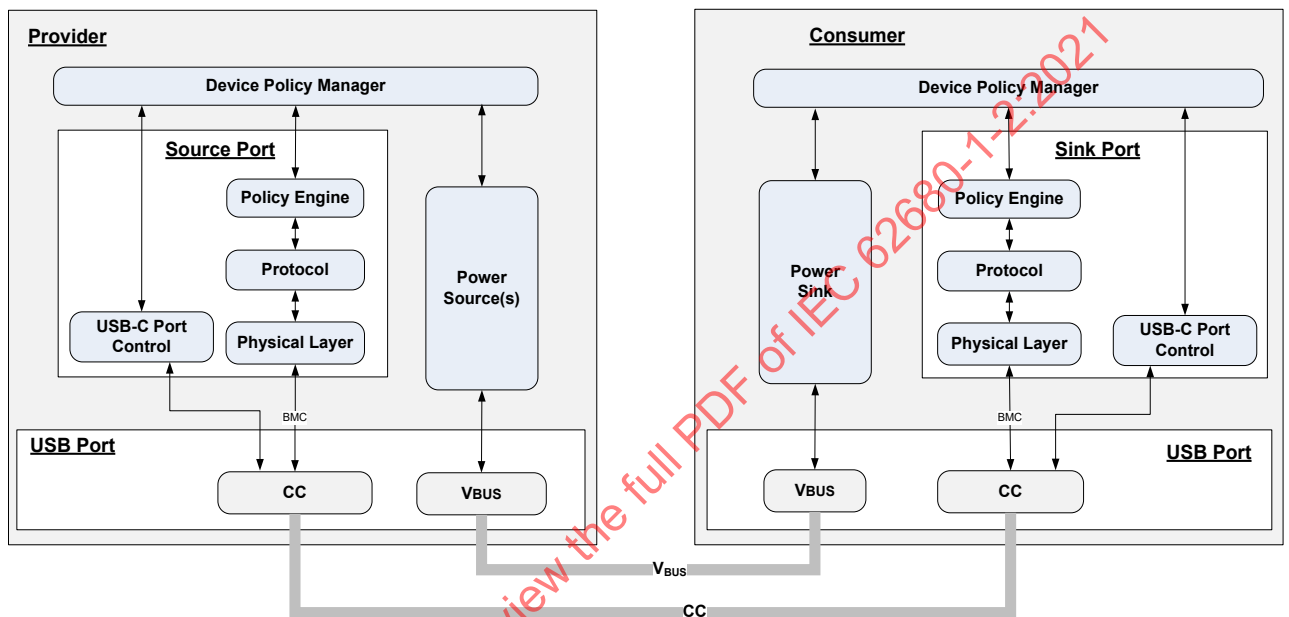 Provider
Device Policy Manager
Source Port
Policy Engine
Protocol
Physical Layer
USB-C Port
Control
Power
Source(s)
BMC
USB Port
CC
VBUS
Consumer
Device Policy Manager
Power
Sink
Sink Port
Policy Engine
Protocol
Physical Layer
USB-C Port
Control
BMC
USB Port
VBUS
CC
VBUS
CC
view the full PDF of IEC 62680-1-2:2021